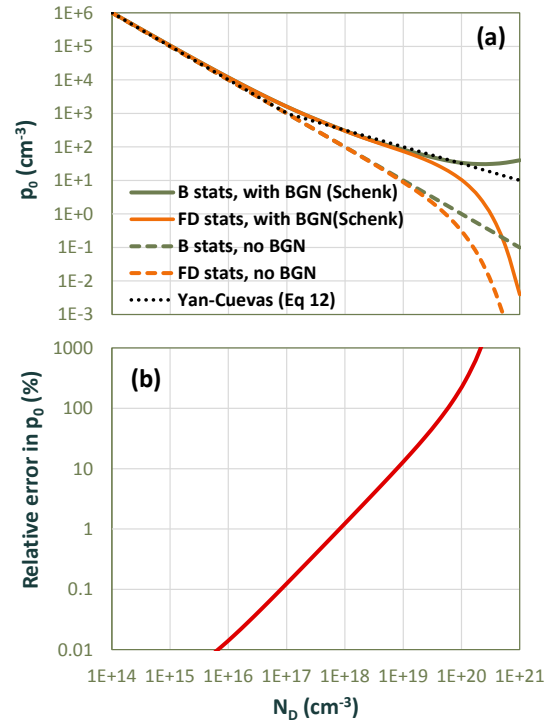 1E+6
(a)
1E+5
1E+4
1E+3
1E+2
1E+1
1E+0
1E-1
1E-2
1E-3
p0 (cm-3)
B stats, with BGN (Schenk)
FD stats, with BGN(Schenk)
B stats, no BGN
FD stats, no BGN
Yan-Cuevas (Eq 12)
1000
(b)
100
10
1
0.1
0.01
Relative error in p0 (%)
1E+14 1E+15 1E+16 1E+17 1E+18 1E+19 1E+20 1E+21
ND (cm-3)